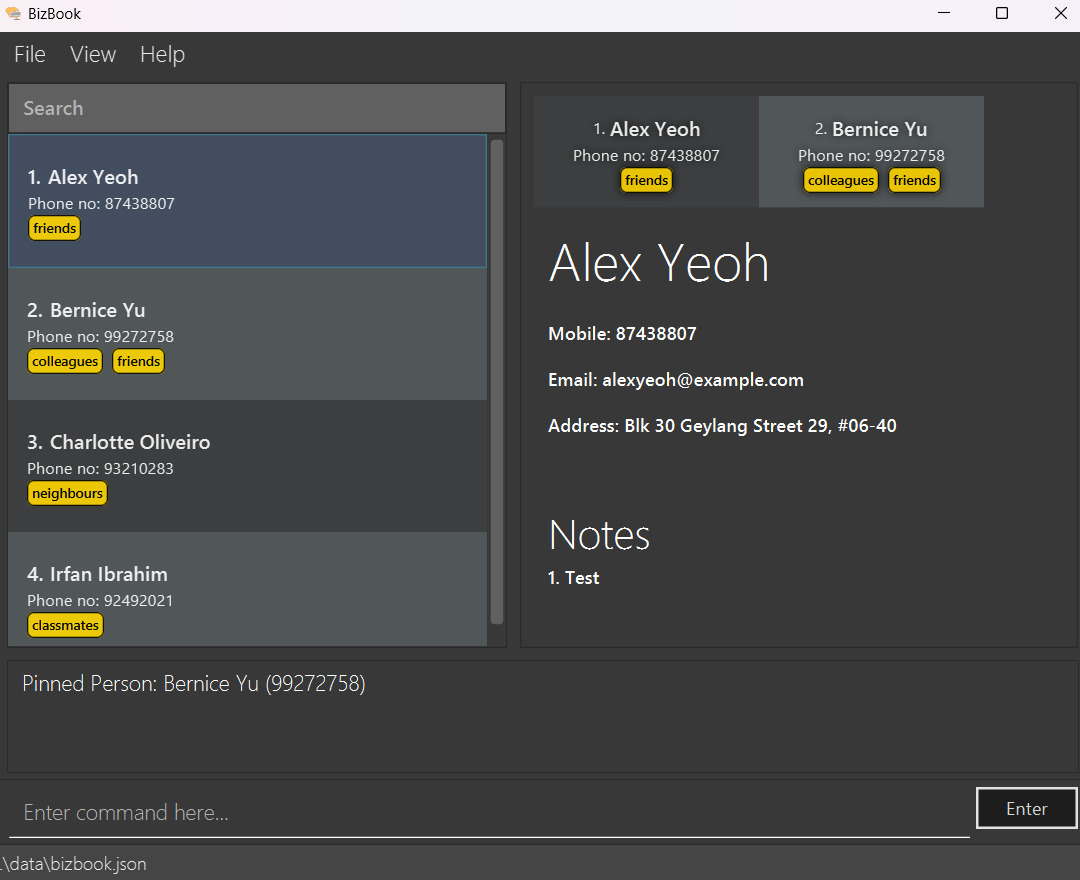 BizBook
File View Help
Search
1. Alex Yeoh
Phone no: 87438807
friends
2. Bernice Yu
Phone no: 99272758
colleagues friends
3. Charlotte Oliveiro
Phone no: 93210283
neighbours
4. Irfan Ibrahim
Phone no: 92492021
classmates
1. Alex Yeoh
Phone no: 87438807
friends
2. Bernice Yu
Phone no: 99272758
colleagues friends
Alex Yeoh
Mobile: 87438807
Email: alexyeoh@example.com
Address: Blk 30 Geylang Street 29, #06-40
Notes
1. Test
Pinned Person: Bernice Yu (99272758)
Enter command here...
Enter
.\data\bizbook.json